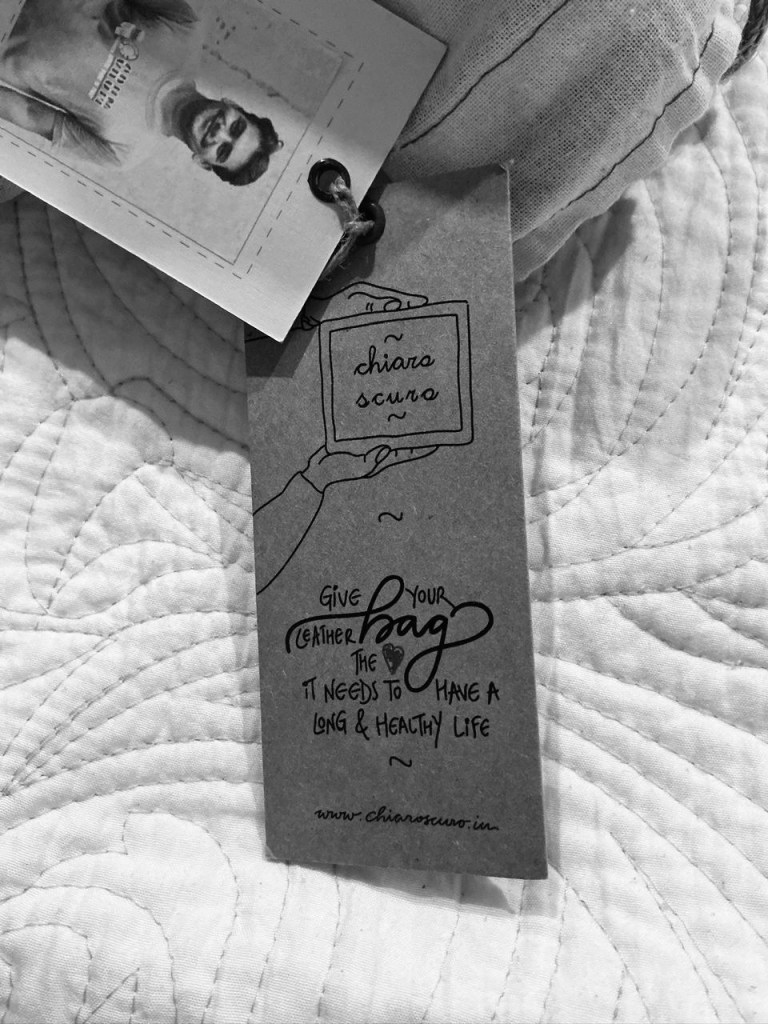 ~
chiaro
scuro
~
~
GIVE YOUR
LEATHER bag
THE
IT NEEDS TO HAVE A
LONG & HEALTHY LIFE
~
www.chiaroscuro.in